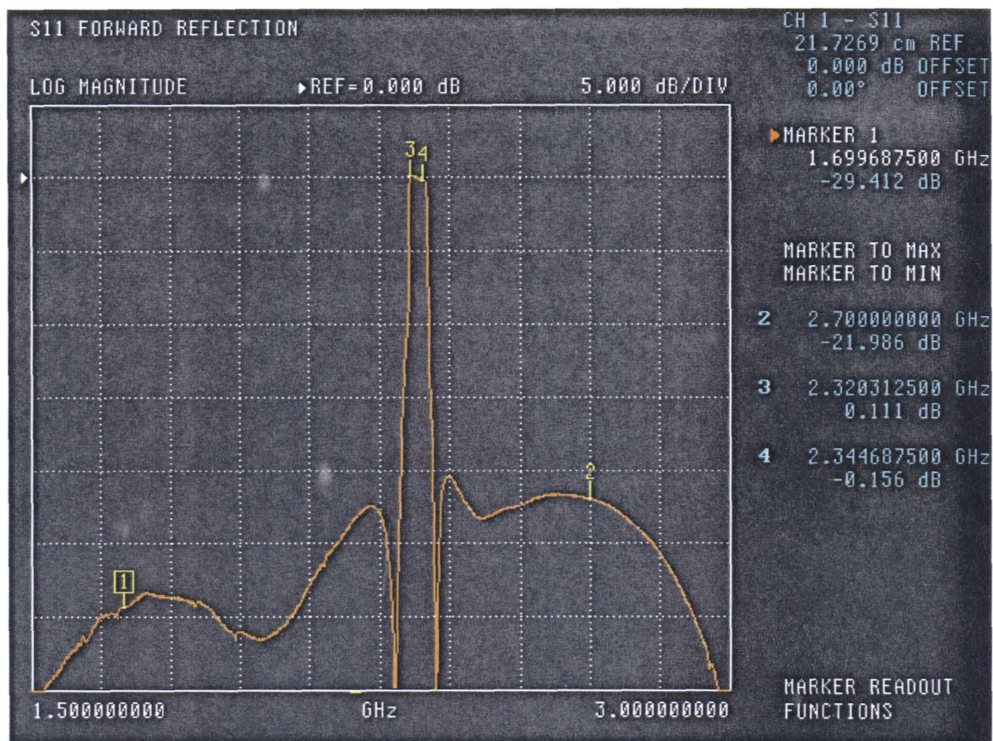 S11 FORWARD REFLECTION
LOG MAGNITUDE ▶REF=0.000 dB 5.000 dB/DIV
CH 1 - S11
21.7269 cm REF
0.000 dB OFFSET
0.00° OFFSET
▶MARKER 1
1.699687500 GHz
-29.412 dB
MARKER TO MAX
MARKER TO MIN
2 2.700000000 GHz
-21.986 dB
3 2.320312500 GHz
0.111 dB
4 2.344687500 GHz
-0.156 dB
MARKER READOUT
FUNCTIONS
3 4
2
1
1.500000000 GHz 3.000000000